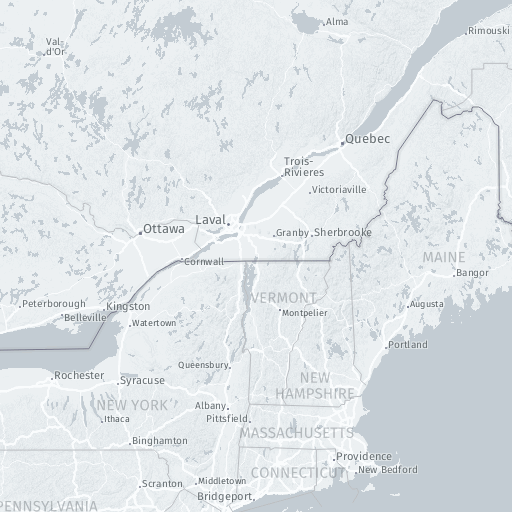 Alma
Rimouski
Val-
d'Or
Quebec
Trois-
Rivieres
Victoriaville
Laval
Ottawa
Granby
Sherbrooke
MAINE
Cornwall
Bangor
VERMONT
Peterborough
Kingston
Augusta
Belleville
Montpelier
Watertown
Portland
Queensbury
Rochester
Syracuse
NEW
HAMPSHIRE
NEW YORK
Albany
Pittsfield
Ithaca
MASSACHUSETTS
Binghamton
Providence
New Bedford
CONNECTICUT
Scranton
Middletown
Bridgeport
PENNSYLVANIA